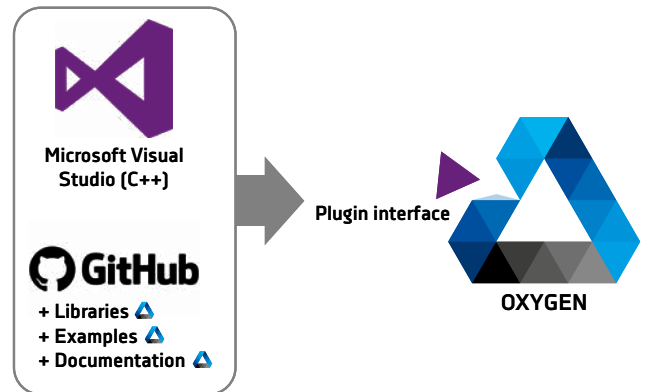 Microsoft Visual
Studio (C++)
GitHub
+ Libraries
+ Examples
+ Documentation
Plugin interface
OXYGEN